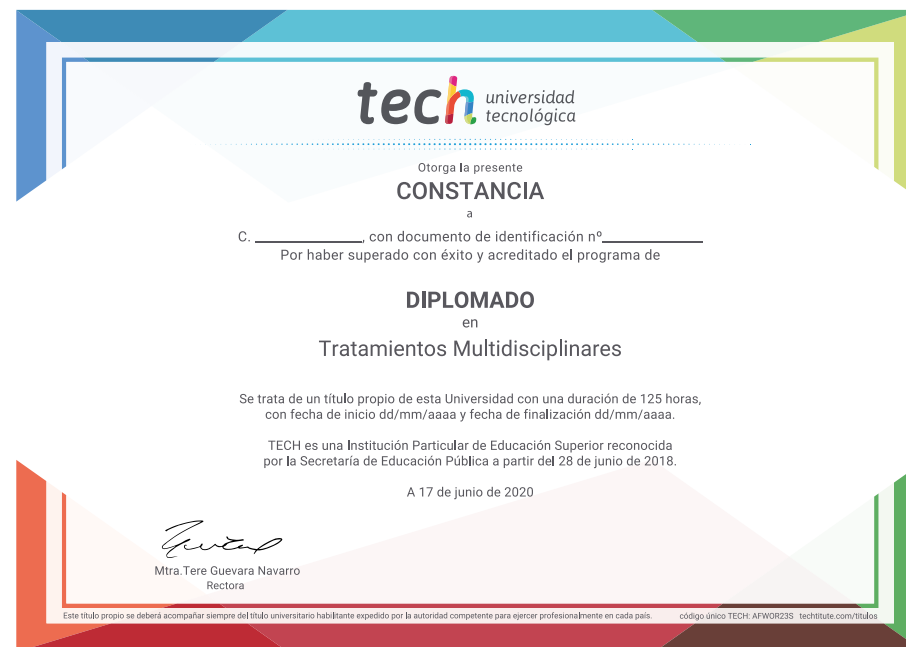 tech universidad
tecnológica
Otorga la presente
CONSTANCIA
a
C. ______________, con documento de identificación nº_____________
Por haber superado con éxito y acreditado el programa de
DIPLOMADO
en
Tratamientos Multidisciplinares
Se trata de un título propio de esta Universidad con una duración de 125 horas,
con fecha de inicio dd/mm/aaaa y fecha de finalización dd/mm/aaaa.
TECH es una Institución Particular de Educación Superior reconocida
por la Secretaría de Educación Pública a partir del 28 de junio de 2018.
A 17 de junio de 2020
Mtra.Tere Guevara Navarro
Rectora
Este título propio se deberá acompañar siempre del título universitario habilitante expedido por la autoridad competente para ejercer profesionalmente en cada país. código único TECH: AFWOR23S techtitute.com/titulos